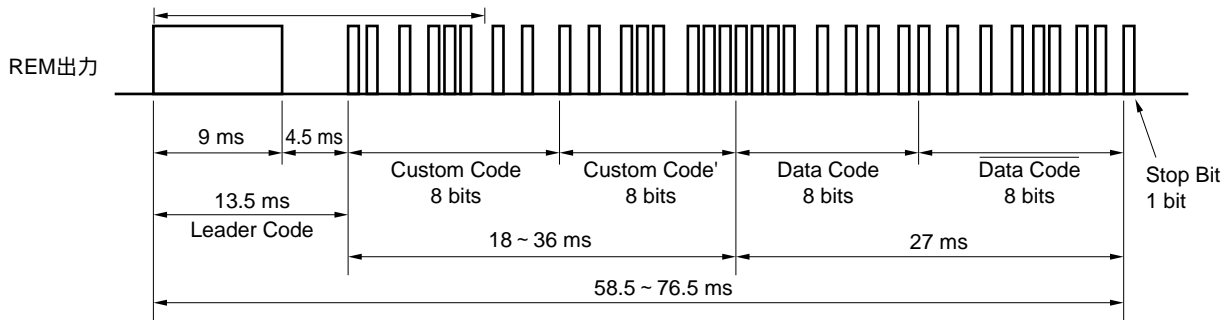 REM出力
9 ms
4.5 ms
Custom Code
8 bits
Custom Code'
8 bits
Data Code
8 bits
Data Code
8 bits
Stop Bit
1 bit
13.5 ms
Leader Code
18 ~ 36 ms
27 ms
58.5 ~ 76.5 ms